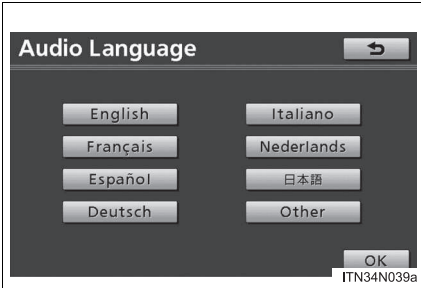 Audio Language
English
Italiano
Français
Nederlands
Español
日本語
Deutsch
Other
OK
ITN34N039a